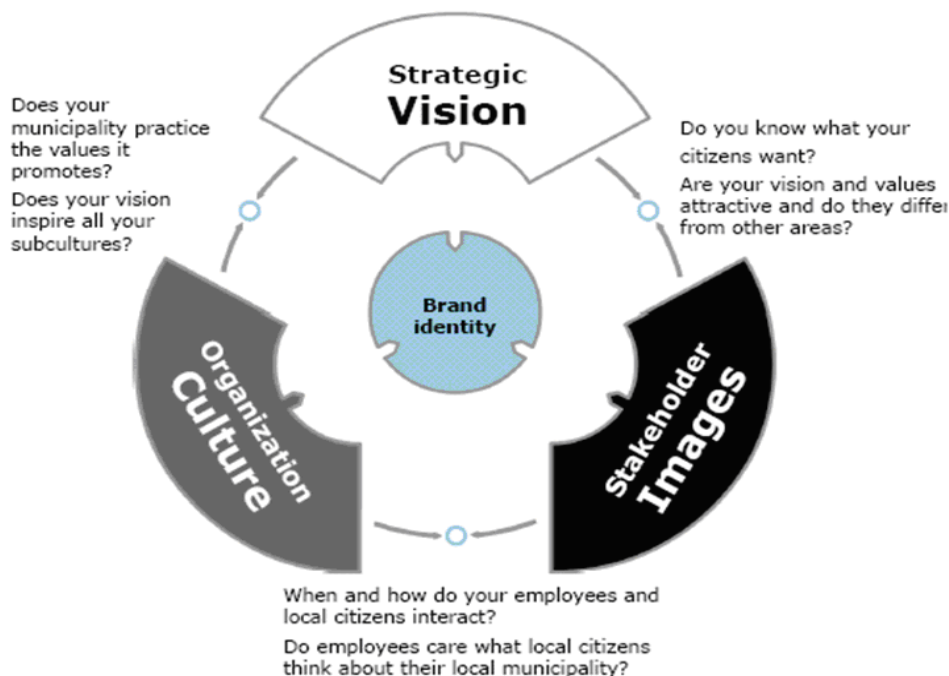 Strategic
Vision
Does your
municipality practice
the values it
promotes?
Does your vision
inspire all your
subcultures?
Do you know what your
citizens want?
Are your vision and values
attractive and do they differ
from other areas?
Brand
identity
Organization
Culture
Stakeholder
Images
When and how do your employees and
local citizens interact?
Do employees care what local citizens
think about their local municipality?